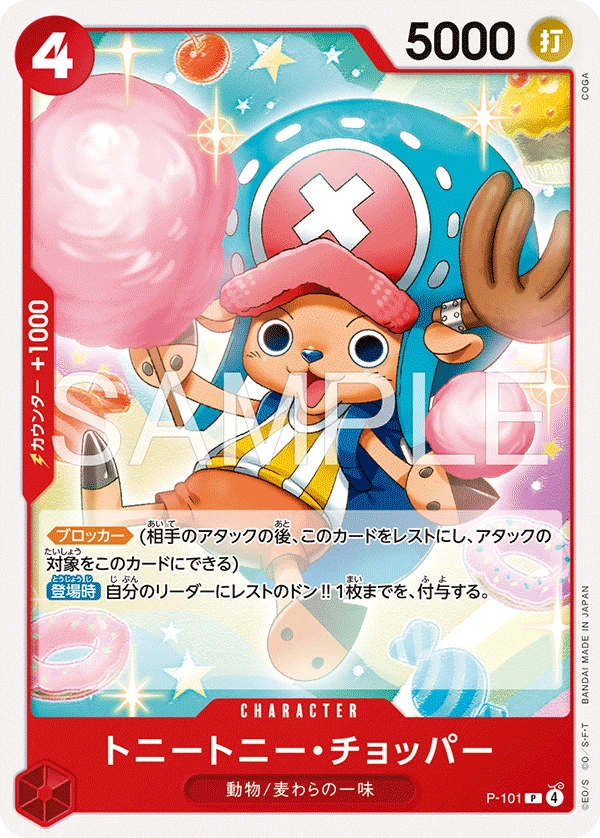 4
5000
打
COGA
カウンター +1000
SAMPLE
ブロッカー (相手のアタックの後、このカードをレストにし、アタックの
対象をこのカードにできる)
登場時 自分のリーダーにレストのドン!!1枚までを、付与する。
CHARACTER
トニートニー・チョッパー
動物/麦わらの一味
P-101 P 4
©EO/S ©O/S・F・T BANDAI MADE IN JAPAN